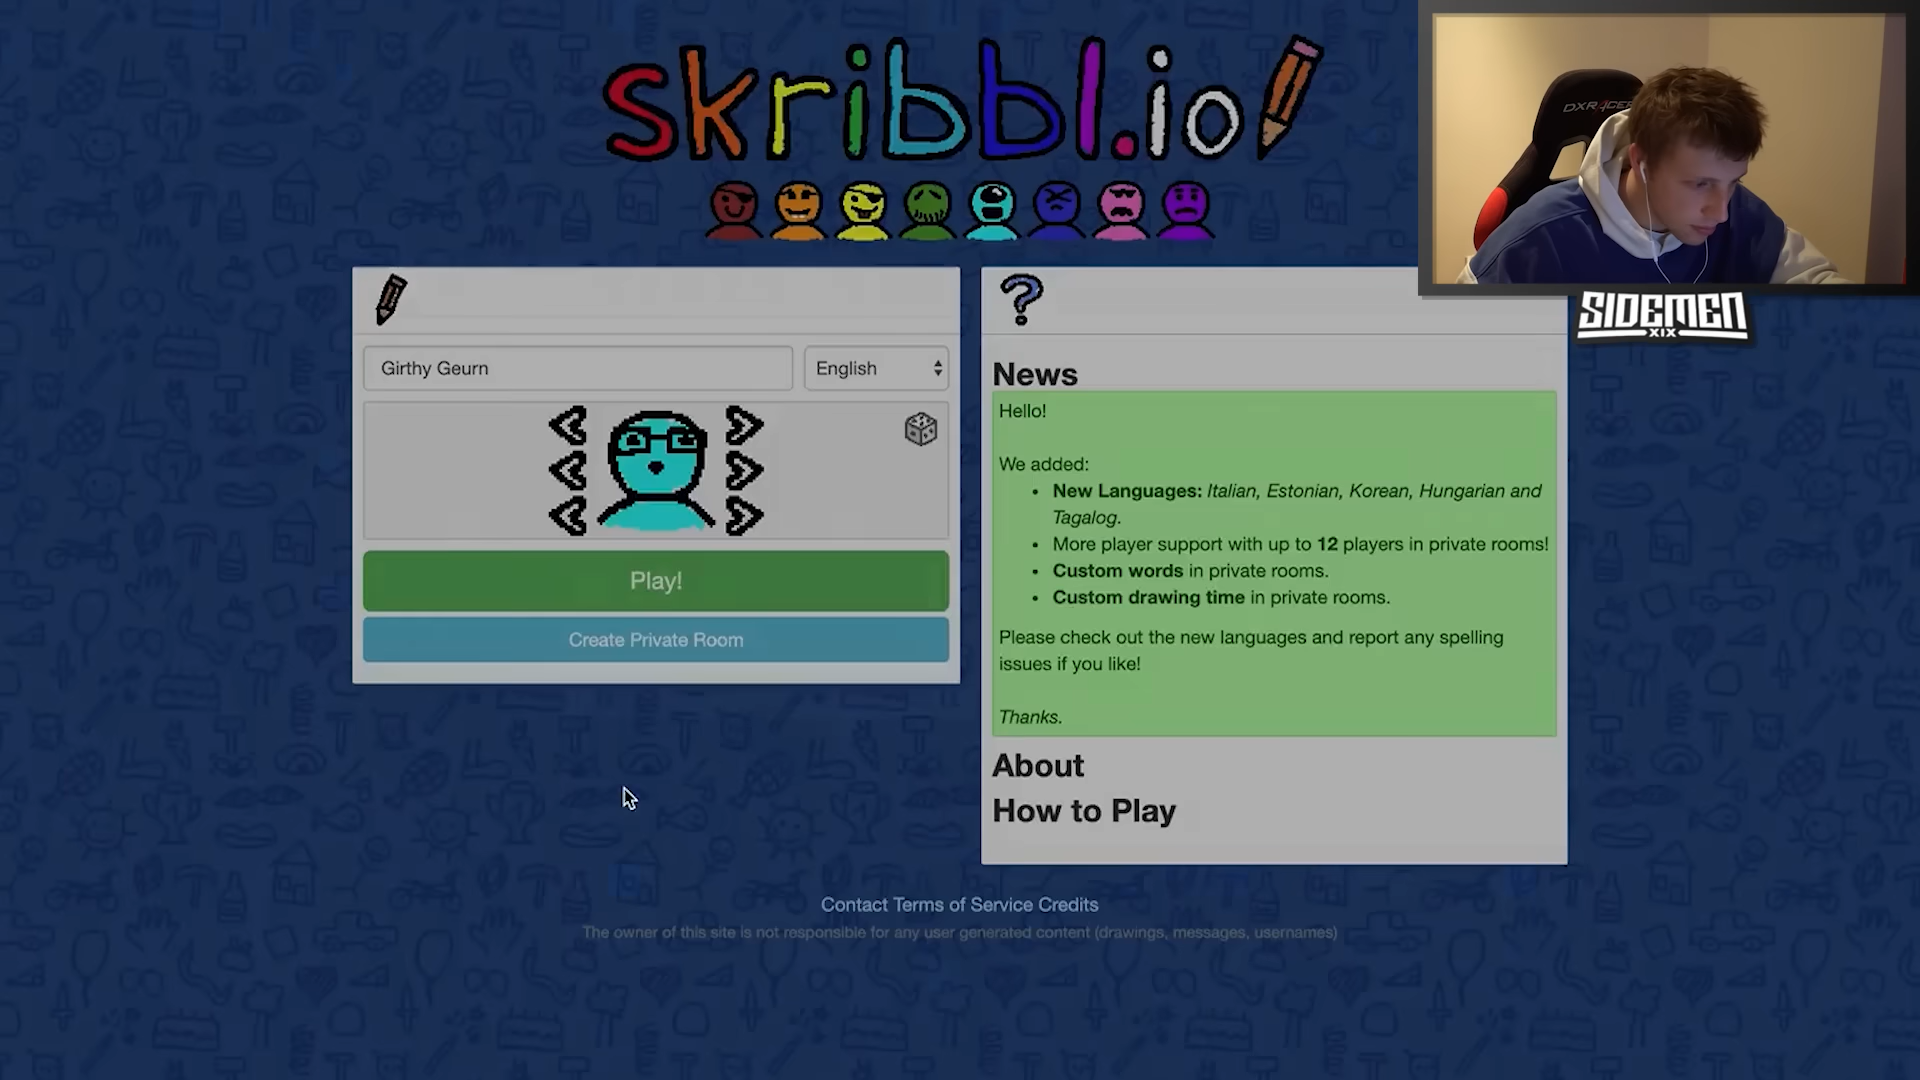 skribbl.io
DXRACER
SIDEMEN
XIX
Girthy Geurn
English
Play!
Create Private Room
News
Hello!
We added:
• New Languages: Italian, Estonian, Korean, Hungarian and
Tagalog.
• More player support with up to 12 players in private rooms!
• Custom words in private rooms.
• Custom drawing time in private rooms.
Please check out the new languages and report any spelling
issues if you like!
Thanks.
About
How to Play
Contact Terms of Service Credits
The owner of this site is not responsible for any user generated content (drawings, messages, usernames)